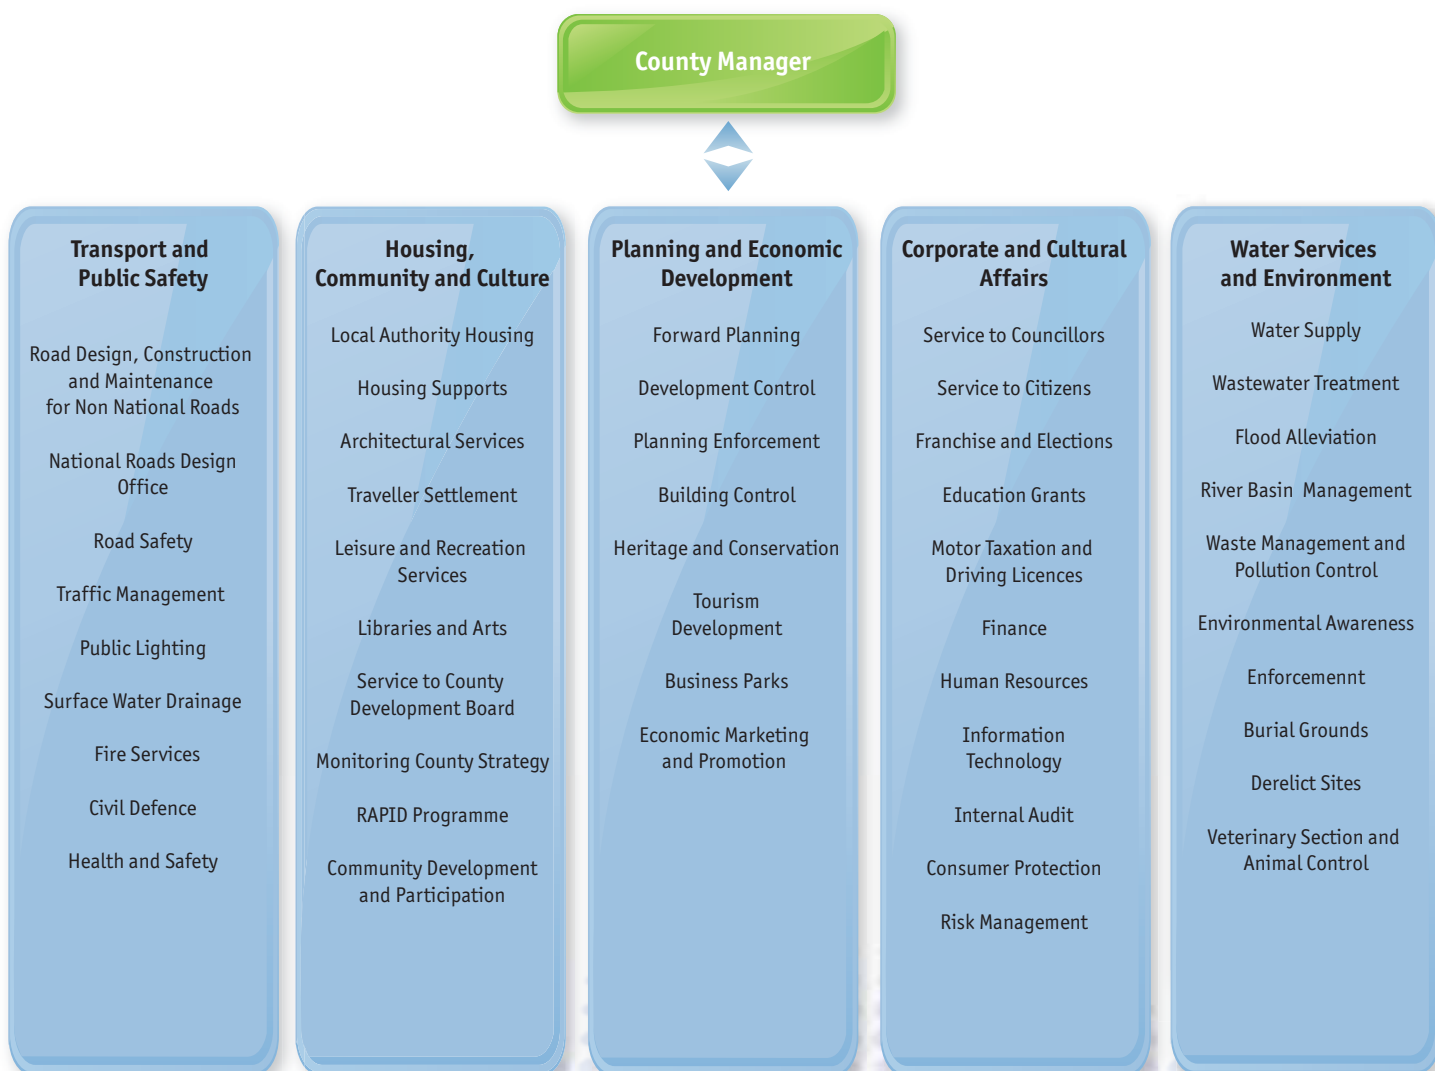 County Manager
Transport and
Public Safety
Road Design, Construction
and Maintenance
for Non National Roads
National Roads Design
Office
Road Safety
Traffic Management
Public Lighting
Surface Water Drainage
Fire Services
Civil Defence
Health and Safety
Housing,
Community and Culture
Local Authority Housing
Housing Supports
Architectural Services
Traveller Settlement
Leisure and Recreation
Services
Libraries and Arts
Service to County
Development Board
Monitoring County Strategy
RAPID Programme
Community Development
and Participation
Planning and Economic
Development
Forward Planning
Development Control
Planning Enforcement
Building Control
Heritage and Conservation
Tourism
Development
Business Parks
Economic Marketing
and Promotion
Corporate and Cultural
Affairs
Service to Councillors
Service to Citizens
Franchise and Elections
Education Grants
Motor Taxation and
Driving Licences
Finance
Human Resources
Information
Technology
Internal Audit
Consumer Protection
Risk Management
Water Services
and Environment
Water Supply
Wastewater Treatment
Flood Alleviation
River Basin  Management
Waste Management and
Pollution Control
Environmental Awareness
Enforcemennt
Burial Grounds
Derelict Sites
Veterinary Section and
Animal Control